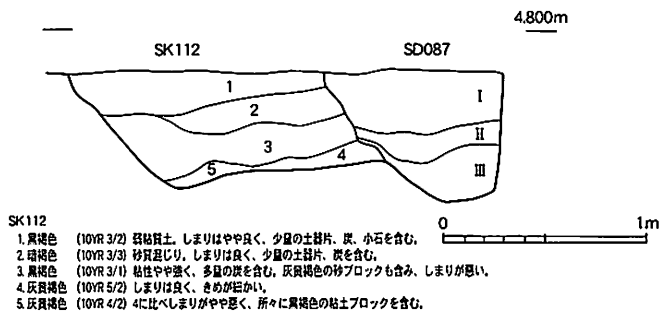 4.800m
SK112 SD087
1
2
3
4
5
I
II
III
SK112
1. 黒褐色 (10YR 3/2) 弱粘質土。しまりはやや良く、少量の土器片、炭、小石を含む。
2. 暗褐色 (10YR 3/3) 砂質混じり。しまりは良く、少量の土器片、炭を含む。
3. 黒褐色 (10YR 3/1) 粘性やや強く、多量の炭を含む。灰黄褐色の砂ブロックも含み、しまりが悪い。
4. 灰黄褐色 (10YR 5/2) しまりは良く、きめが細かい。
5. 灰黄褐色 (10YR 4/2) 4に比べしまりがやや悪く、所々に黒褐色の粘土ブロックを含む。
0 1m